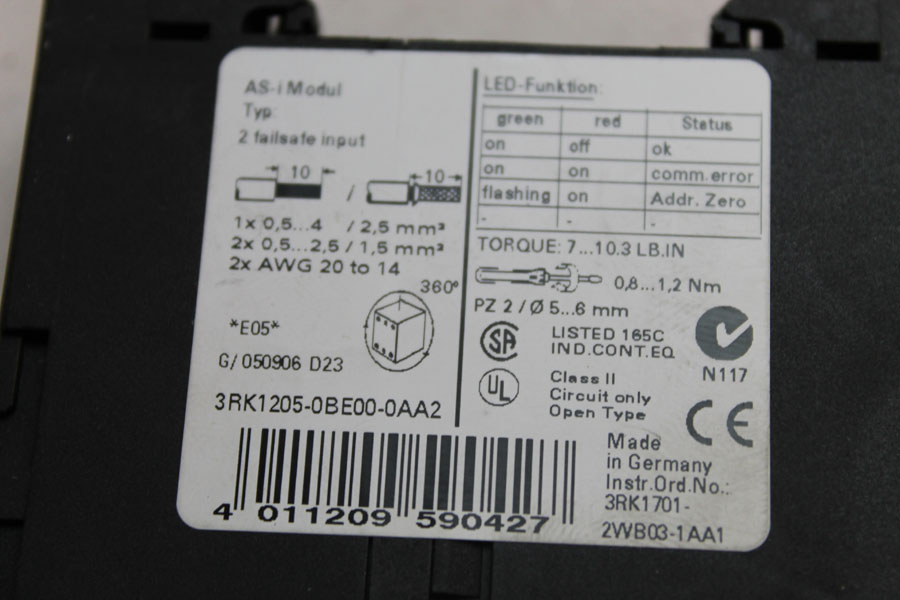 AS-i Modul
Typ:
2 failsafe input
10
/
10
1x 0,5...4 / 2,5 mm²
2x 0,5...2,5 / 1,5 mm²
2x AWG 20 to 14
360°
*E05*
G/ 050906 D23
3RK1205-0BE00-0AA2
4 011209 590427
LED-Funktion:
green red Status
on off ok
on on comm.error
flashing on Addr. Zero
- - -
TORQUE: 7...10.3 LB.IN
0,8...1,2 Nm
PZ 2 / Ø 5...6 mm
SA
LISTED 165C
IND.CONT.EQ
N117
UL
Class II
Circuit only
Open Type
CE
Made
in Germany
Instr.Ord.No.:
3RK1701-
2WB03-1AA1